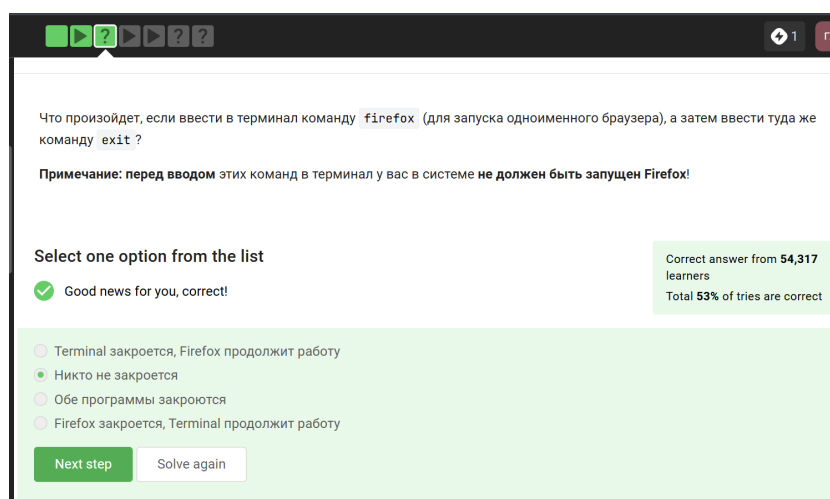 ? ? ? 1 г
Что произойдет, если ввести в терминал команду firefox (для запуска одноименного браузера), а затем ввести туда же
команду exit ?
Примечание: перед вводом этих команд в терминал у вас в системе не должен быть запущен Firefox!
Select one option from the list
Good news for you, correct!
Correct answer from 54,317
learners
Total 53% of tries are correct
Terminal закроется, Firefox продолжит работу
Никто не закроется
Обе программы закроются
Firefox закроется, Terminal продолжит работу
Next step Solve again